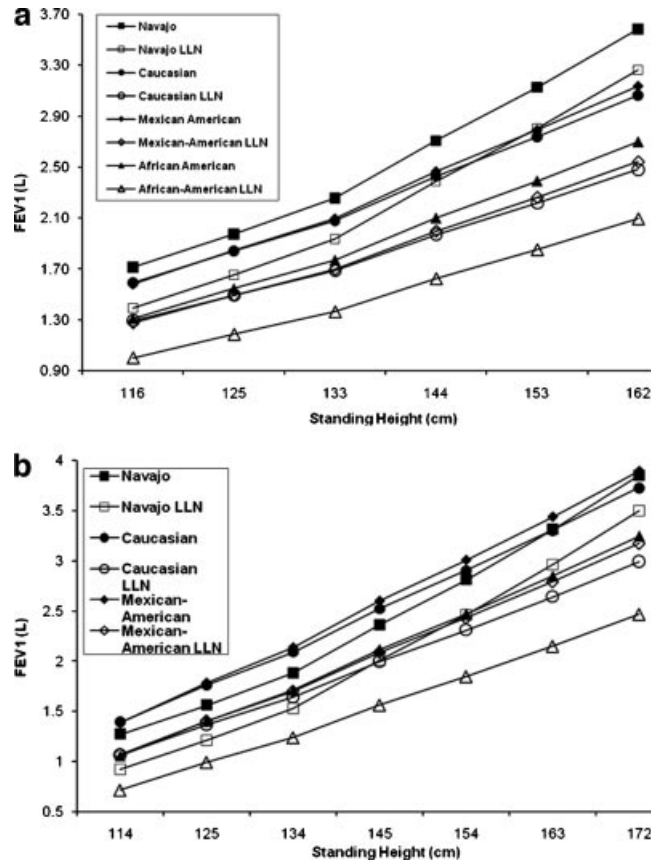 a
Navajo
Navajo LLN
Caucasian
Caucasian LLN
Mexican American
Mexican-American LLN
African American
African-American LLN
3.70
3.30
2.90
2.50
2.10
1.70
1.30
0.90
FEV1 (L)
116 125 133 144 153 162
Standing Height (cm)
b
Navajo
Navajo LLN
Caucasian
Caucasian
LLN
Mexican-
American
Mexican-
American LLN
4
3.5
3
2.5
2
1.5
1
0.5
FEV1 (L)
114 125 134 145 154 163 172
Standing Height (cm)